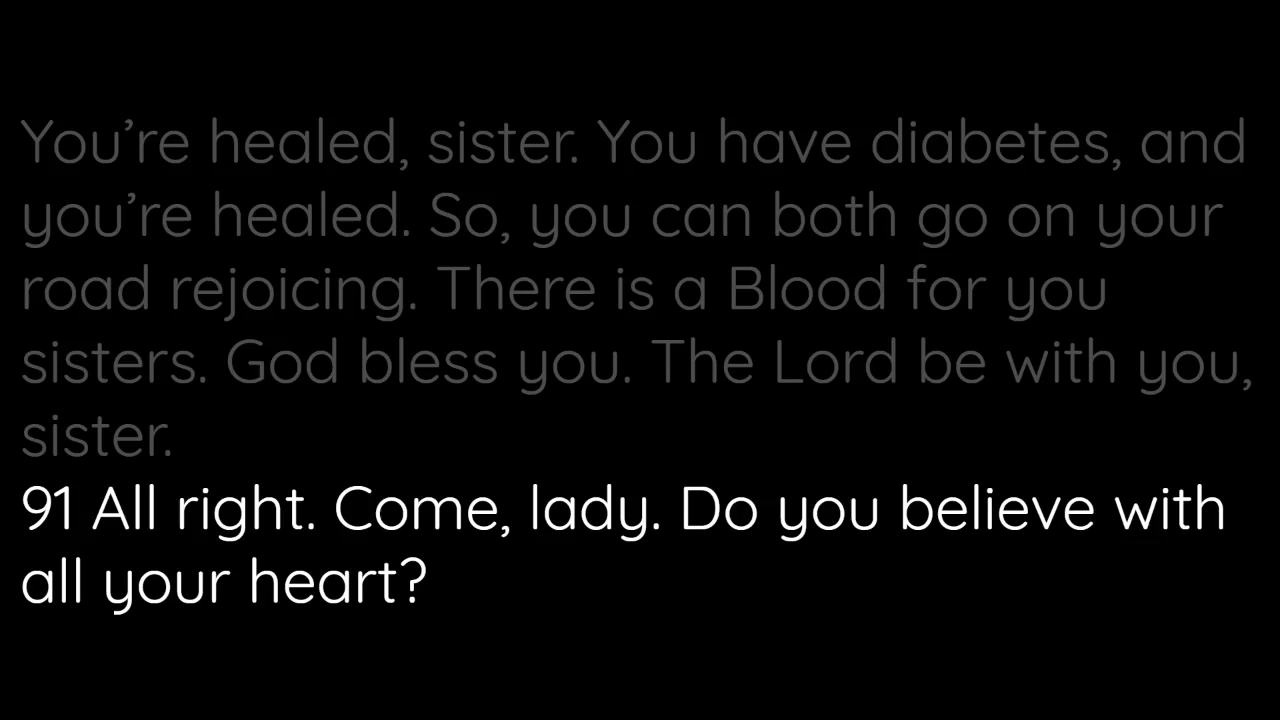 You’re healed, sister. You have diabetes, and
you’re healed. So, you can both go on your
road rejoicing. There is a Blood for you
sisters. God bless you. The Lord be with you,
sister.
91 All right. Come, lady. Do you believe with
all your heart?